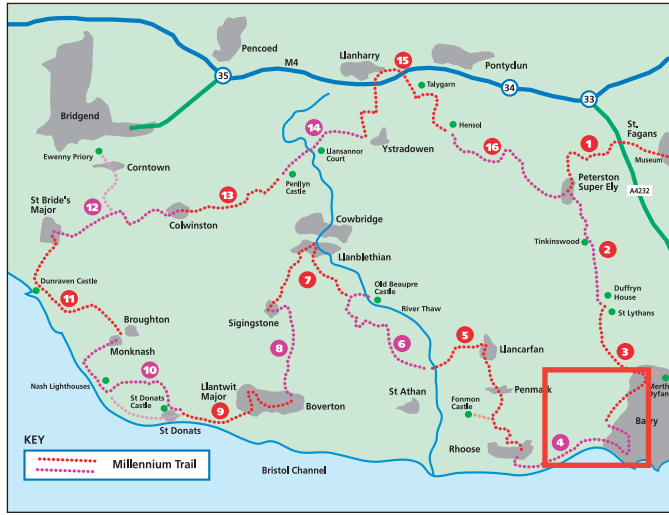 Pencoed
M4
35
Llanharry
15
Pontyclun
34
33
Talygarn
Bridgend
14
Hensol
Llansannor
Court
Ystradowen
16
1
St.
Fagans
Museum
Ewenny Priory
Corntown
Penllyn
Castle
Peterston
Super Ely
A4232
St Bride's
Major
12
13
Colwinston
Cowbridge
Tinkinswood
2
Llanblethian
Dunraven Castle
11
7
Old Beaupre
Castle
River Thaw
Duffryn
House
St Lythans
Broughton
Sigingstone
Monknash
8
6
5
Llancarfan
3
Nash Lighthouses
10
St Donats
Castle
Llantwit
Major
Boverton
St Athan
Penmark
Fonmon
Castle
Merth
Dyfan
9
St Donats
Barry
4
Rhoose
KEY
Millennium Trail
Bristol Channel